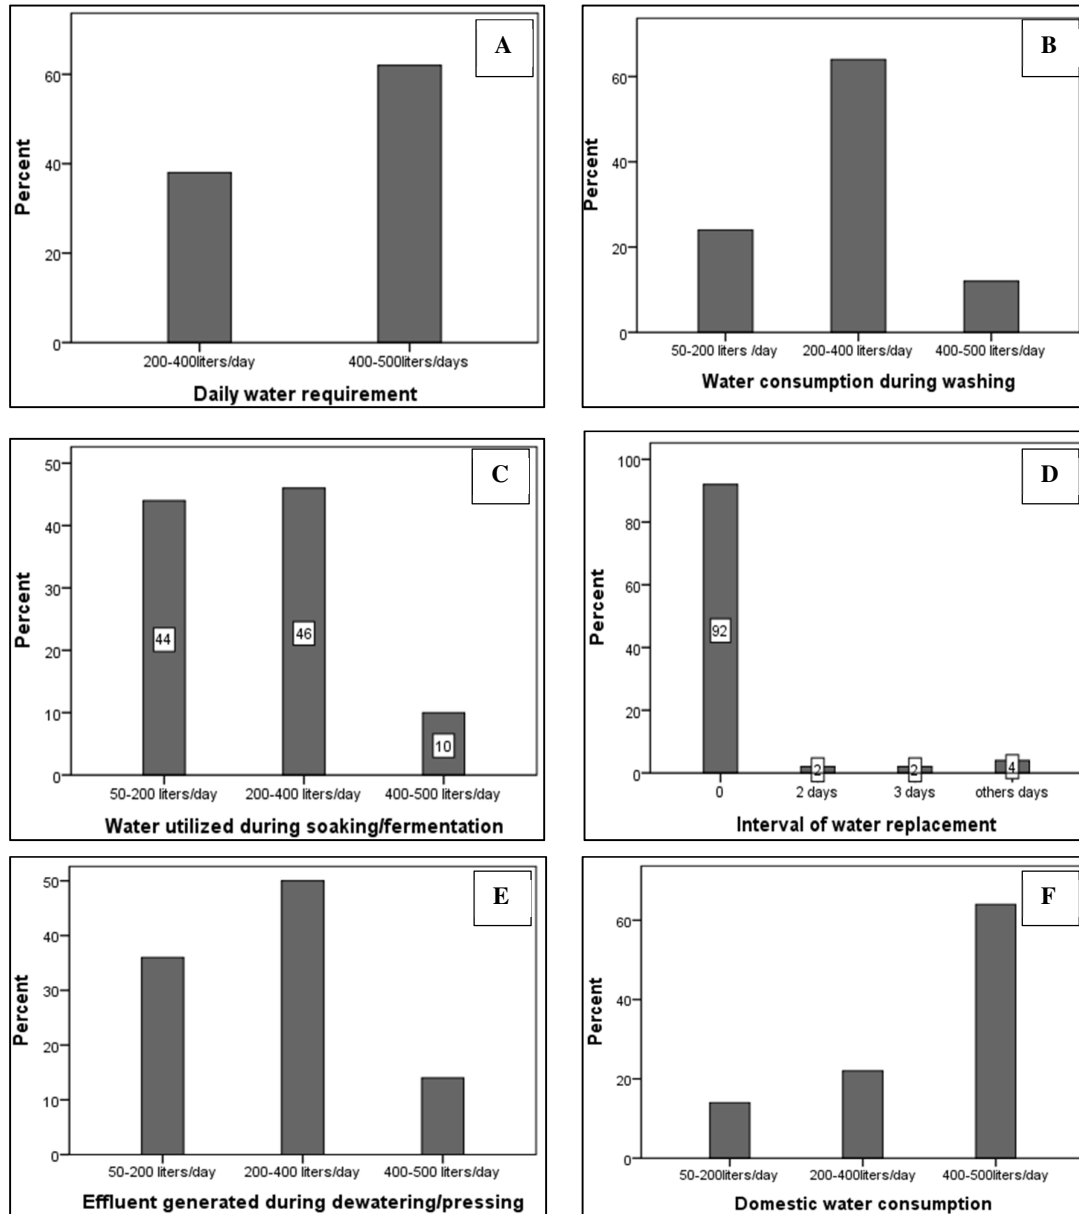 A
Percent
60
40
20
0
200-400liters/day 400-500liters/days
Daily water requirement
B
Percent
60
40
20
0
50-200 liters /day 200-400 liters/day 400-500 liters/day
Water consumption during washing
C
Percent
50
40
30
20
10
0
44
46
10
50-200 liters/day 200-400 liters/day 400-500 liters/day
Water utilized during soaking/fermentation
D
Percent
100
80
60
40
20
0
92
2
2
4
0 2 days 3 days others days
Interval of water replacement
E
Percent
50
40
30
20
10
0
50-200 liters/day 200-400 liters/day 400-500 liters/day
Effluent generated during dewatering/pressing
F
Percent
60
40
20
0
50-200liters/day 200-400liters/day 400-500liters/day
Domestic water consumption